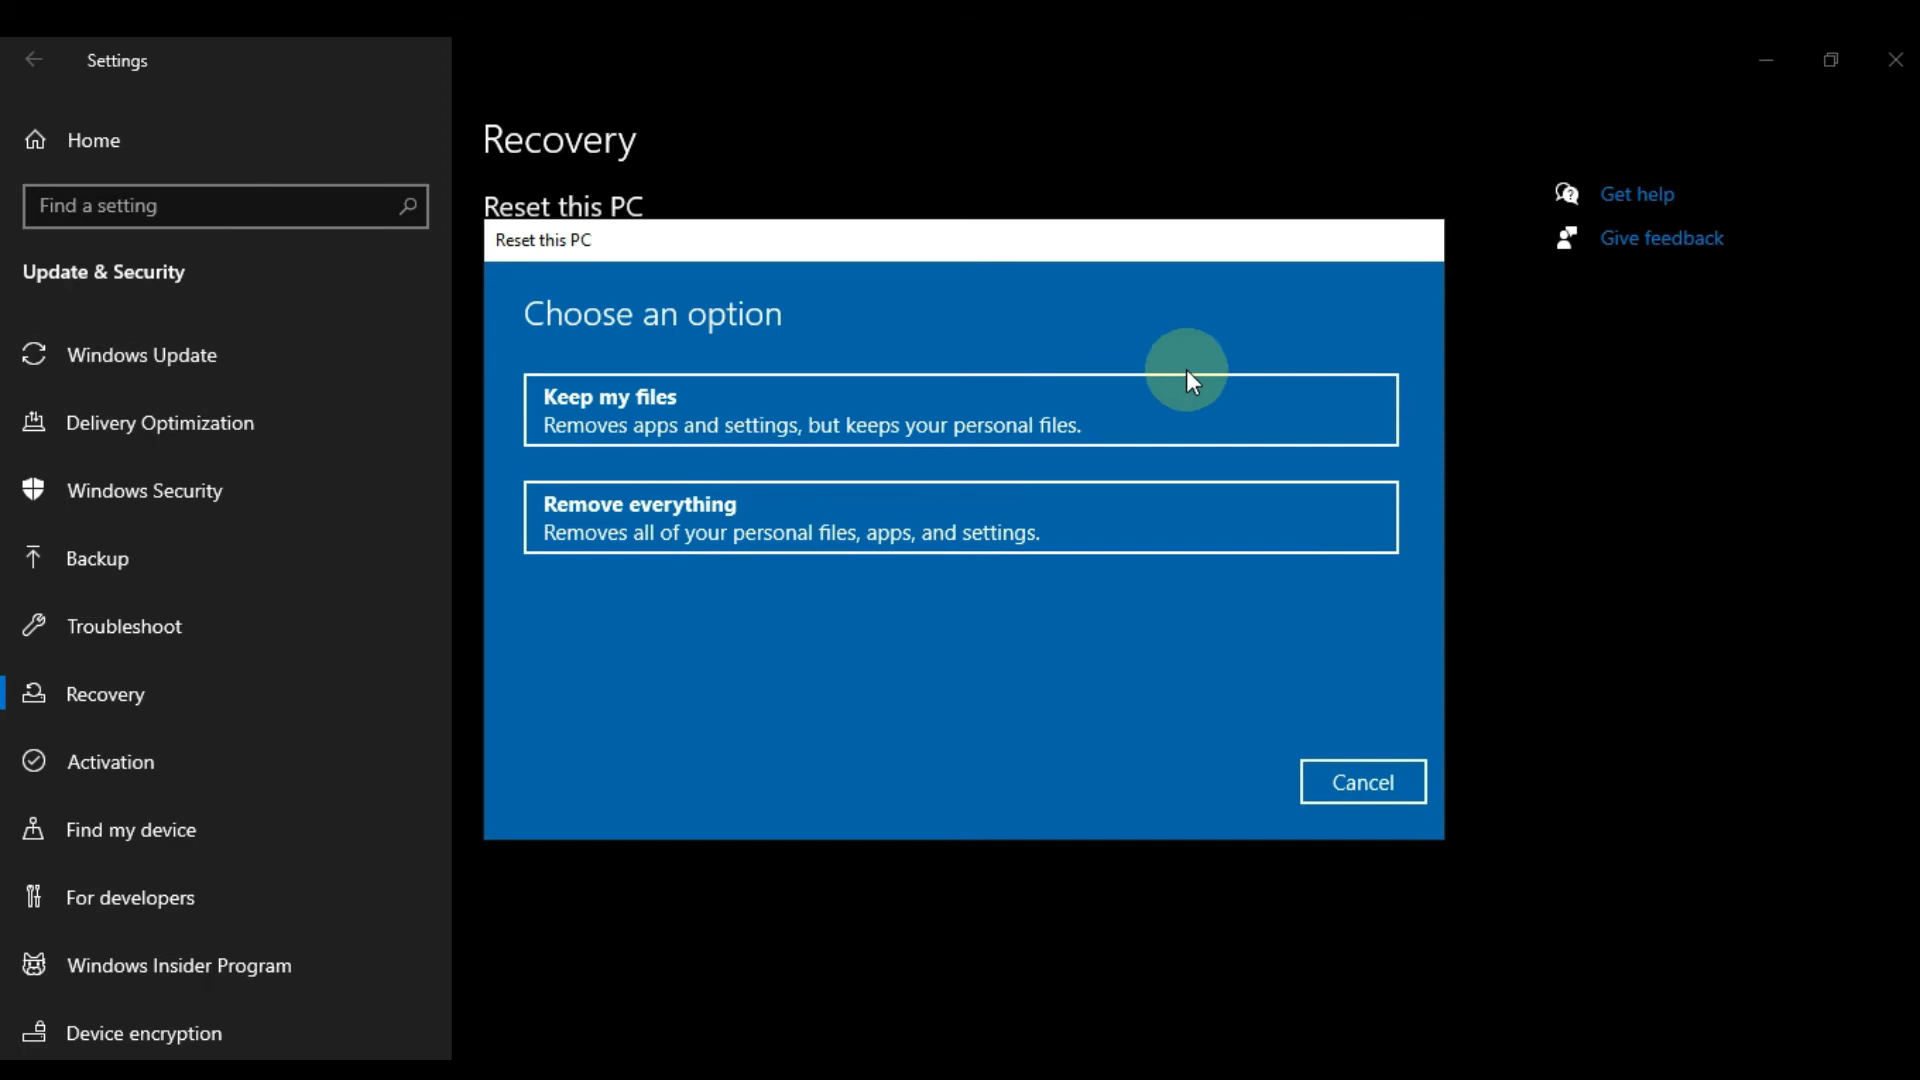 Settings
Home
Find a setting
Update & Security
Windows Update
Delivery Optimization
Windows Security
Backup
Troubleshoot
Recovery
Activation
Find my device
For developers
Windows Insider Program
Device encryption
Recovery
Reset this PC
Reset this PC
Choose an option
Keep my files
Removes apps and settings, but keeps your personal files.
Remove everything
Removes all of your personal files, apps, and settings.
Cancel
Get help
Give feedback